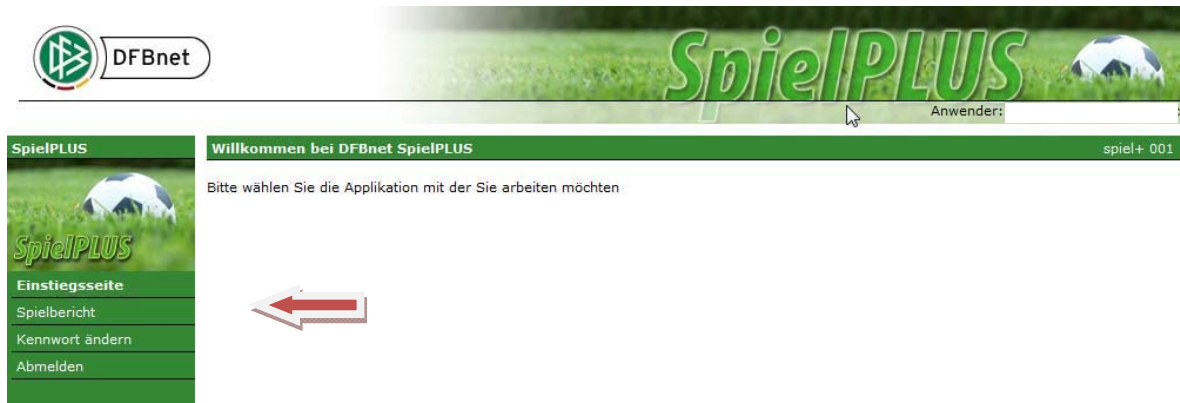 DFBnet
SpielPLUS
Anwender:
SpielPLUS
Willkommen bei DFBnet SpielPLUS
spiel+ 001
Bitte wählen Sie die Applikation mit der Sie arbeiten möchten
SpielPLUS
Einstiegsseite
Spielbericht
Kennwort ändern
Abmelden